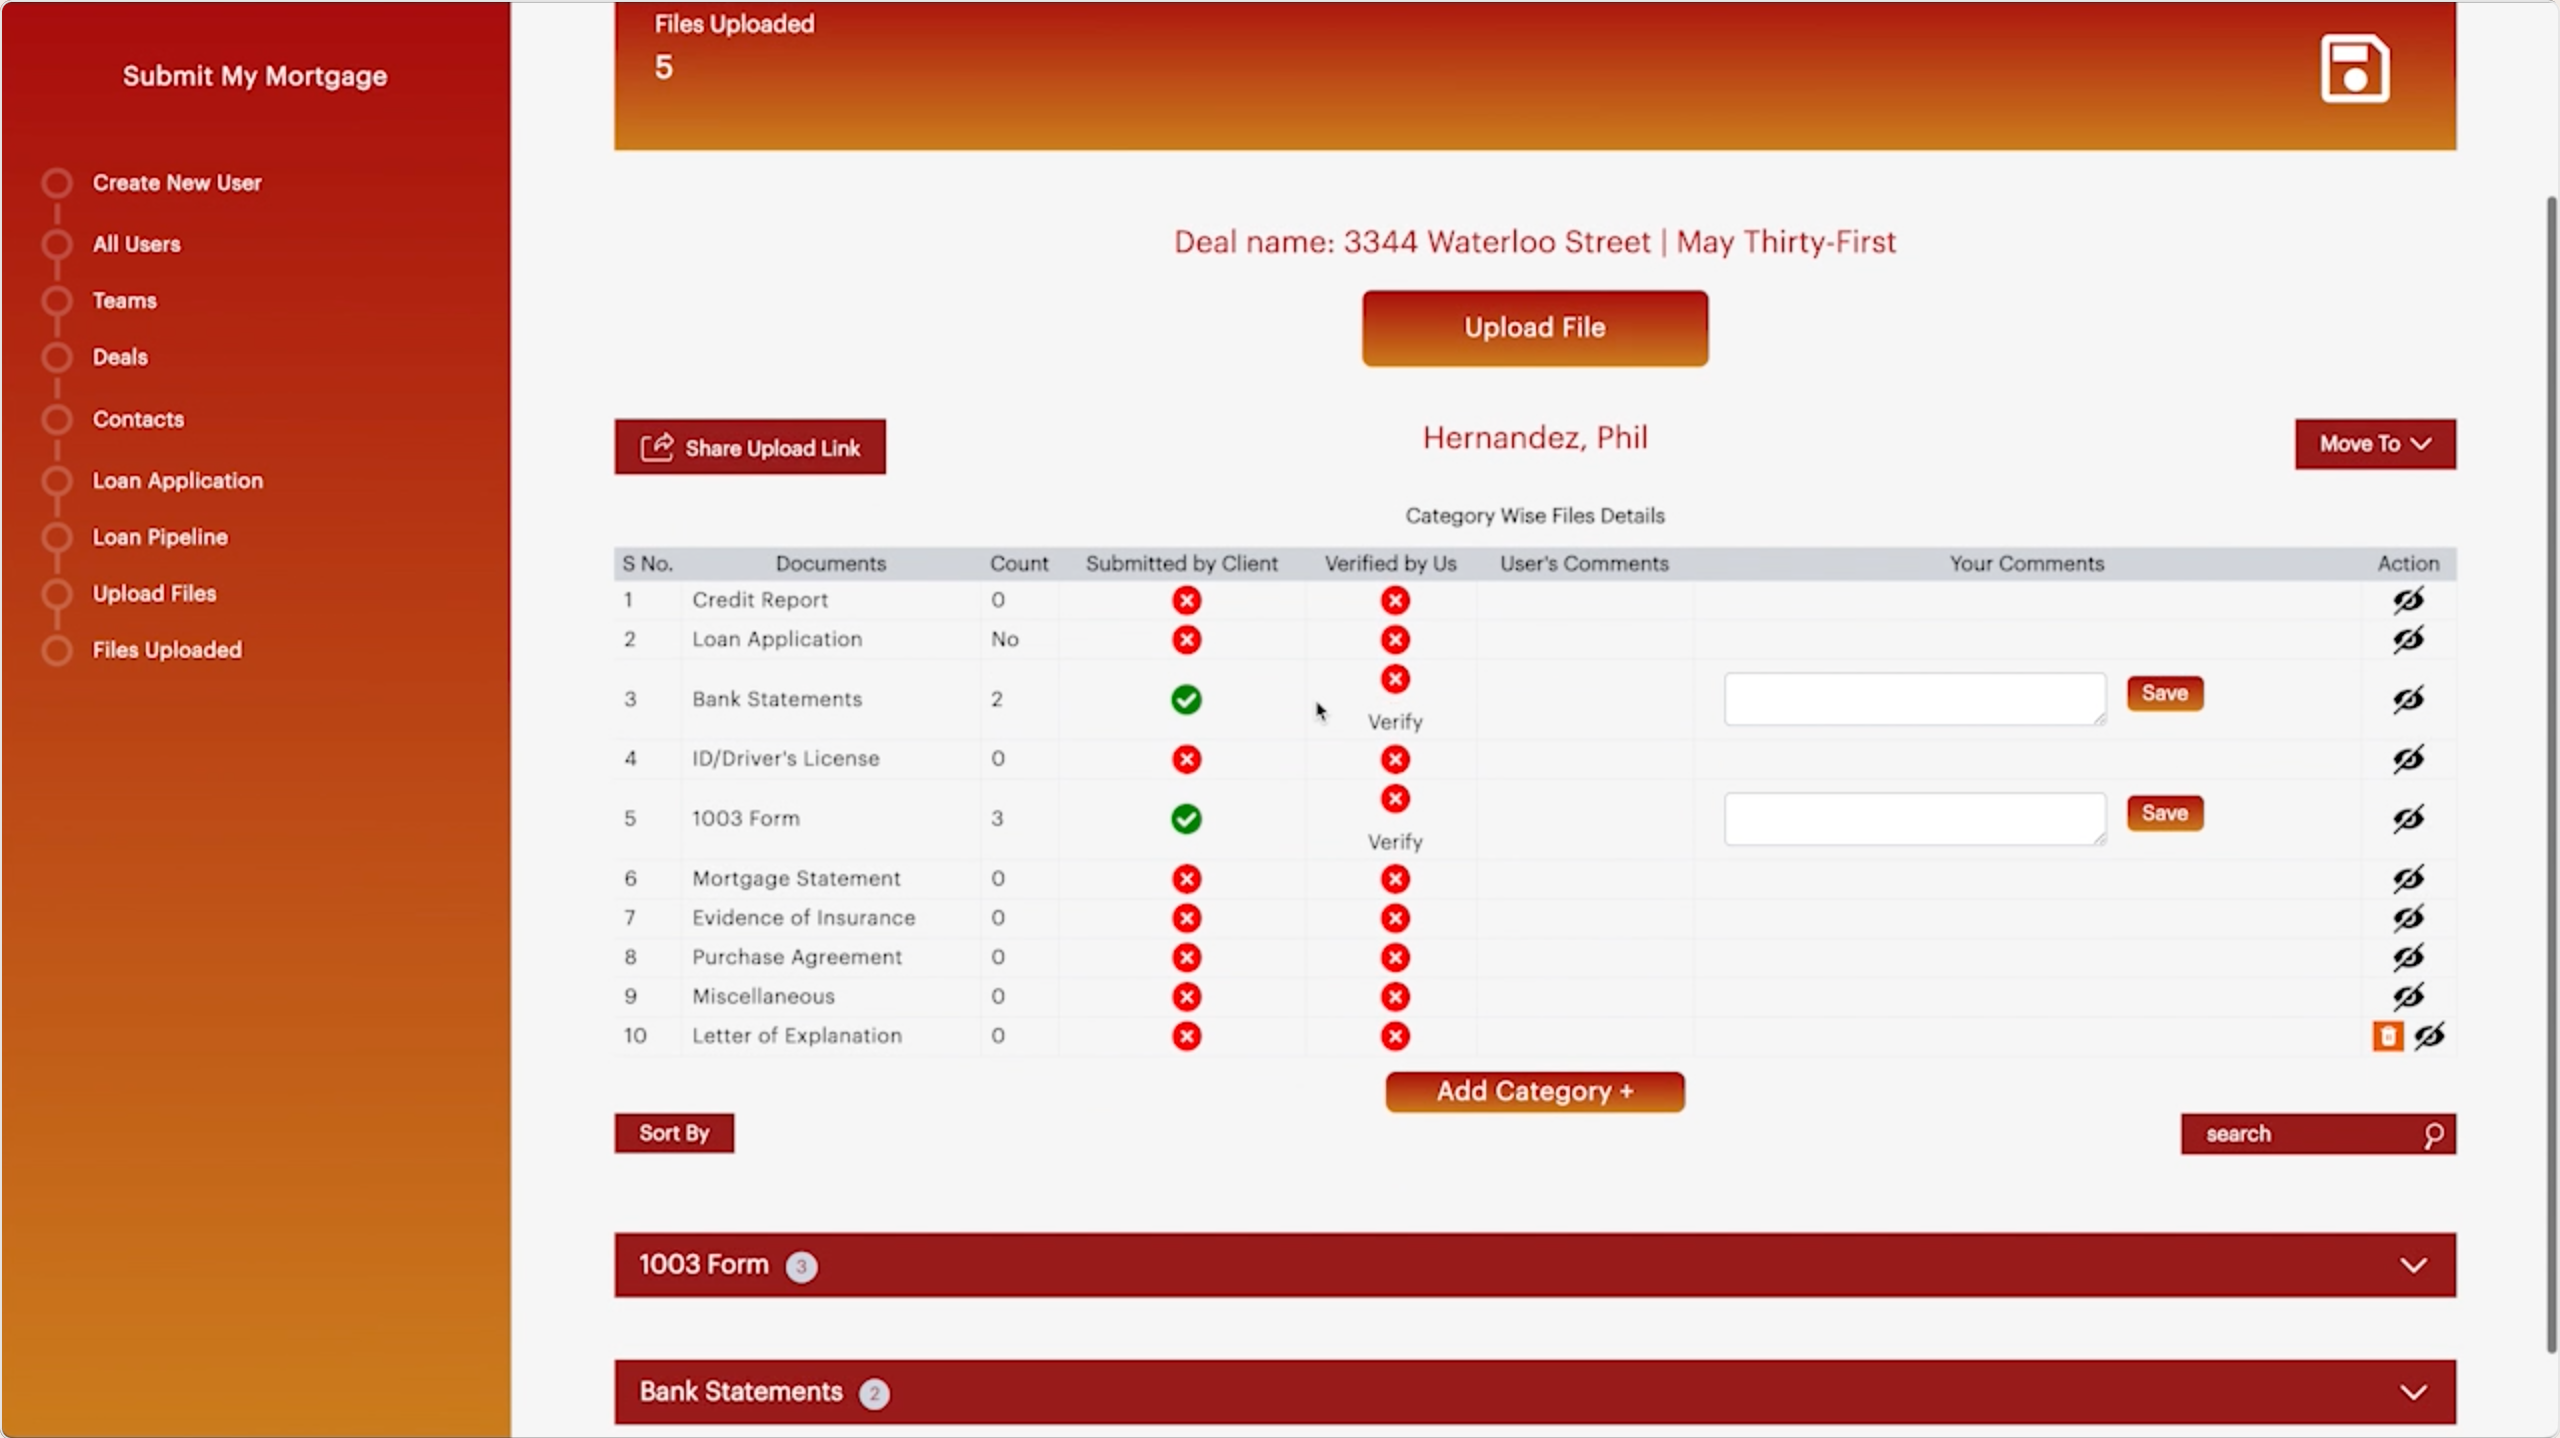 Submit My Mortgage
Create New User
All Users
Teams
Deals
Contacts
Loan Application
Loan Pipeline
Upload Files
Files Uploaded
Files Uploaded
5
Deal name: 3344 Waterloo Street | May Thirty-First
Upload File
Share Upload Link
Hernandez, Phil
Move To
Category Wise Files Details
S No. Documents Count Submitted by Client Verified by Us User's Comments Your Comments Action
1 Credit Report 0
2 Loan Application No
3 Bank Statements 2 Verify Save
4 ID/Driver's License 0
5 1003 Form 3 Verify Save
6 Mortgage Statement 0
7 Evidence of Insurance 0
8 Purchase Agreement 0
9 Miscellaneous 0
10 Letter of Explanation 0
Add Category +
Sort By
search
1003 Form 3
Bank Statements 2